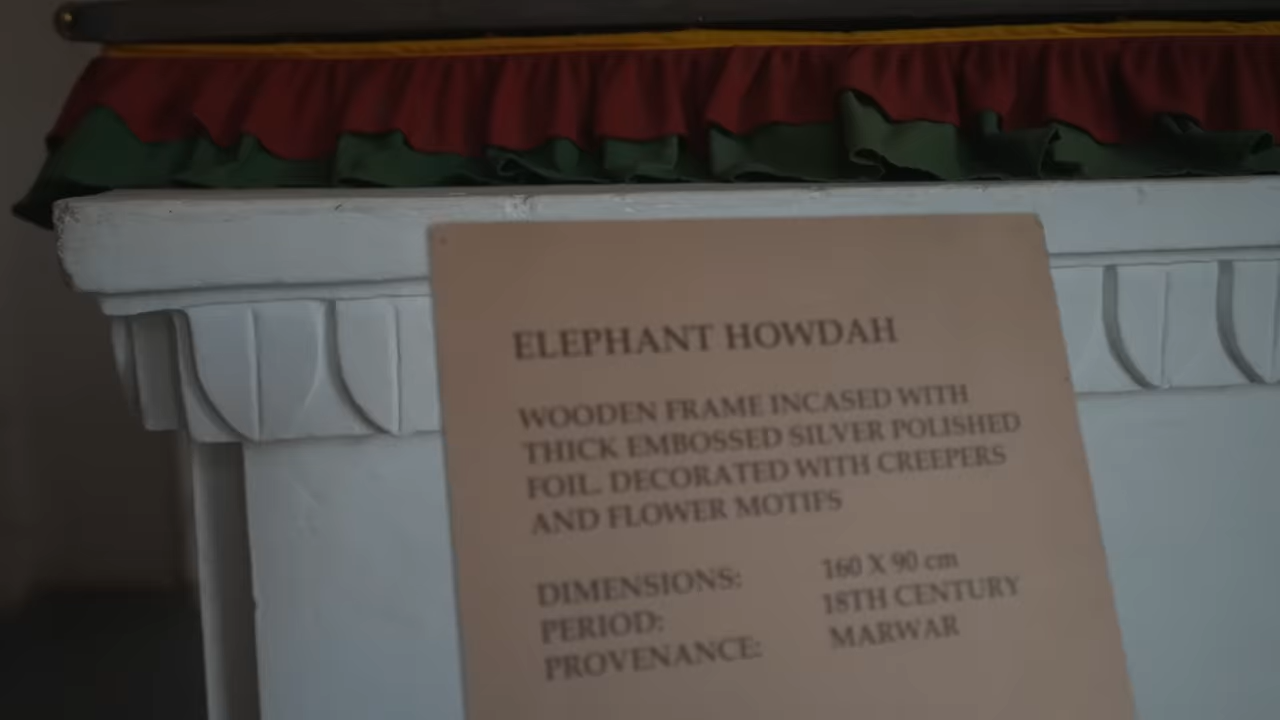 ELEPHANT HOWDAH
WOODEN FRAME INCASED WITH
THICK EMBOSSED SILVER POLISHED
FOIL. DECORATED WITH CREEPERS
AND FLOWER MOTIFS
DIMENSIONS: 160 X 90 cm
PERIOD: 18TH CENTURY
PROVENANCE: MARWAR